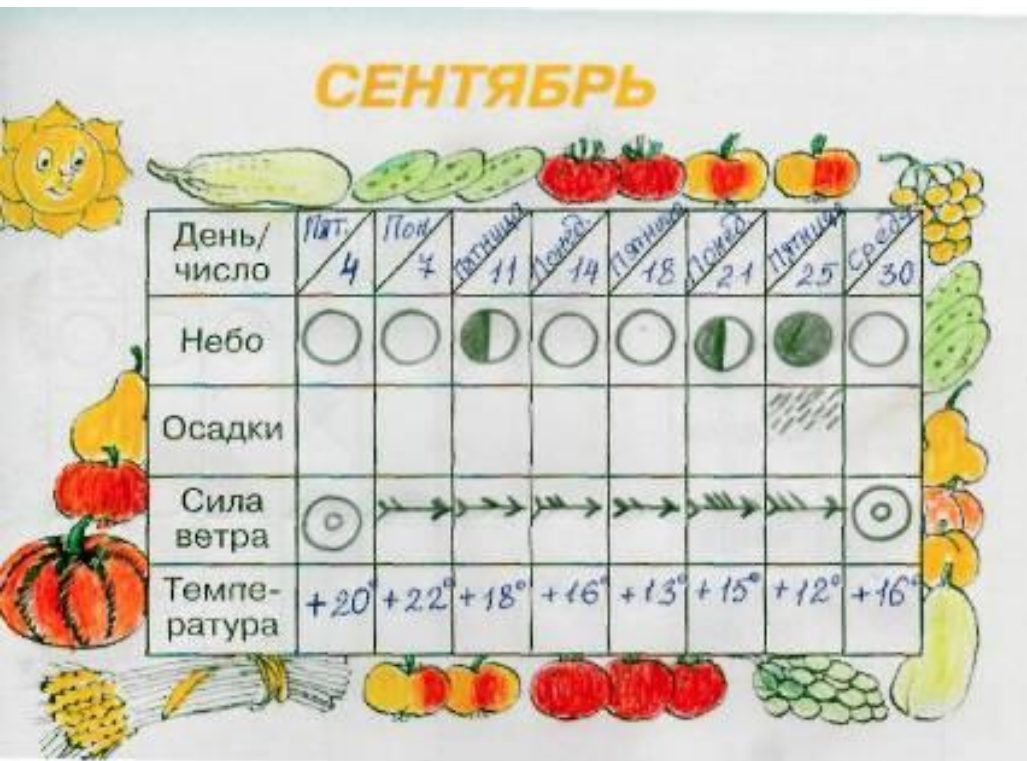 СЕНТЯБРЬ
День/число Пят. 4 Пон. 7 Пятница 11 Понед. 14 Пятница 18 Понед. 21 Пятница 25 Среда 30
Небо
Осадки
Сила ветра
Темпе-
ратура +20° +22° +18° +16° +13° +15° +12° +16°